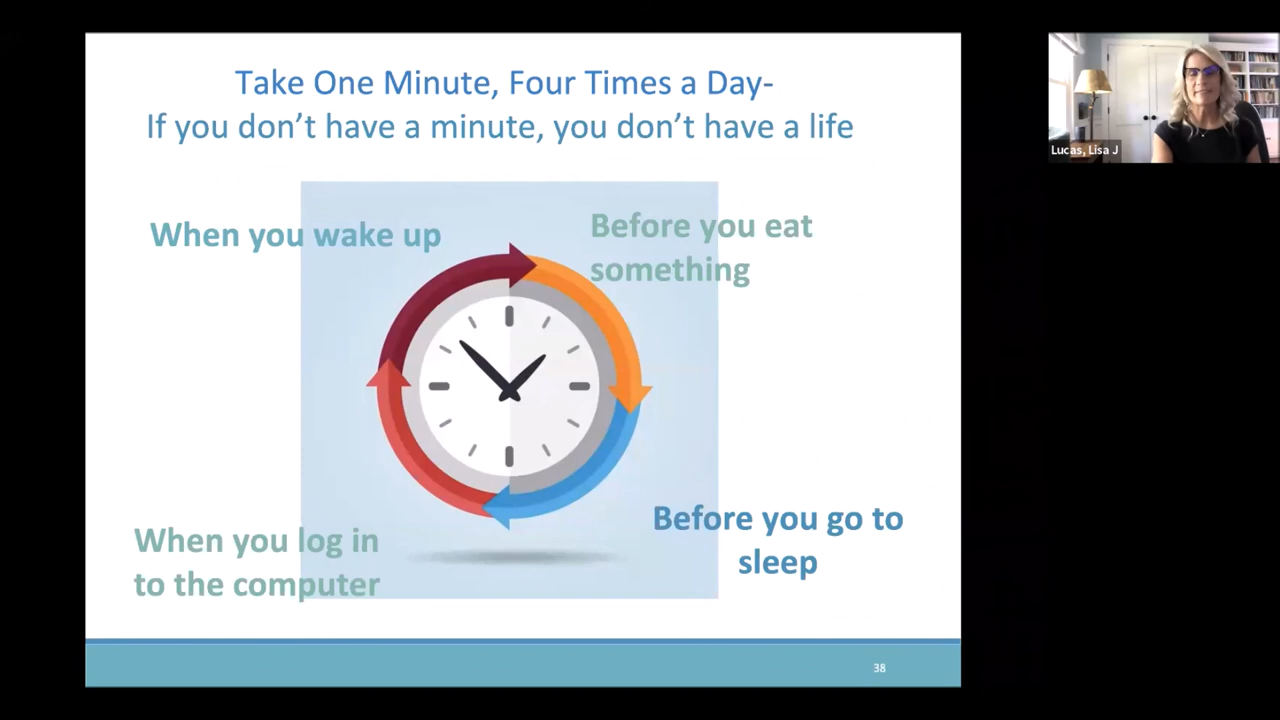 Take One Minute, Four Times a Day-
If you don't have a minute, you don't have a life
When you wake up
Before you eat
something
When you log in
to the computer
Before you go to
sleep
38
Lucas, Lisa J